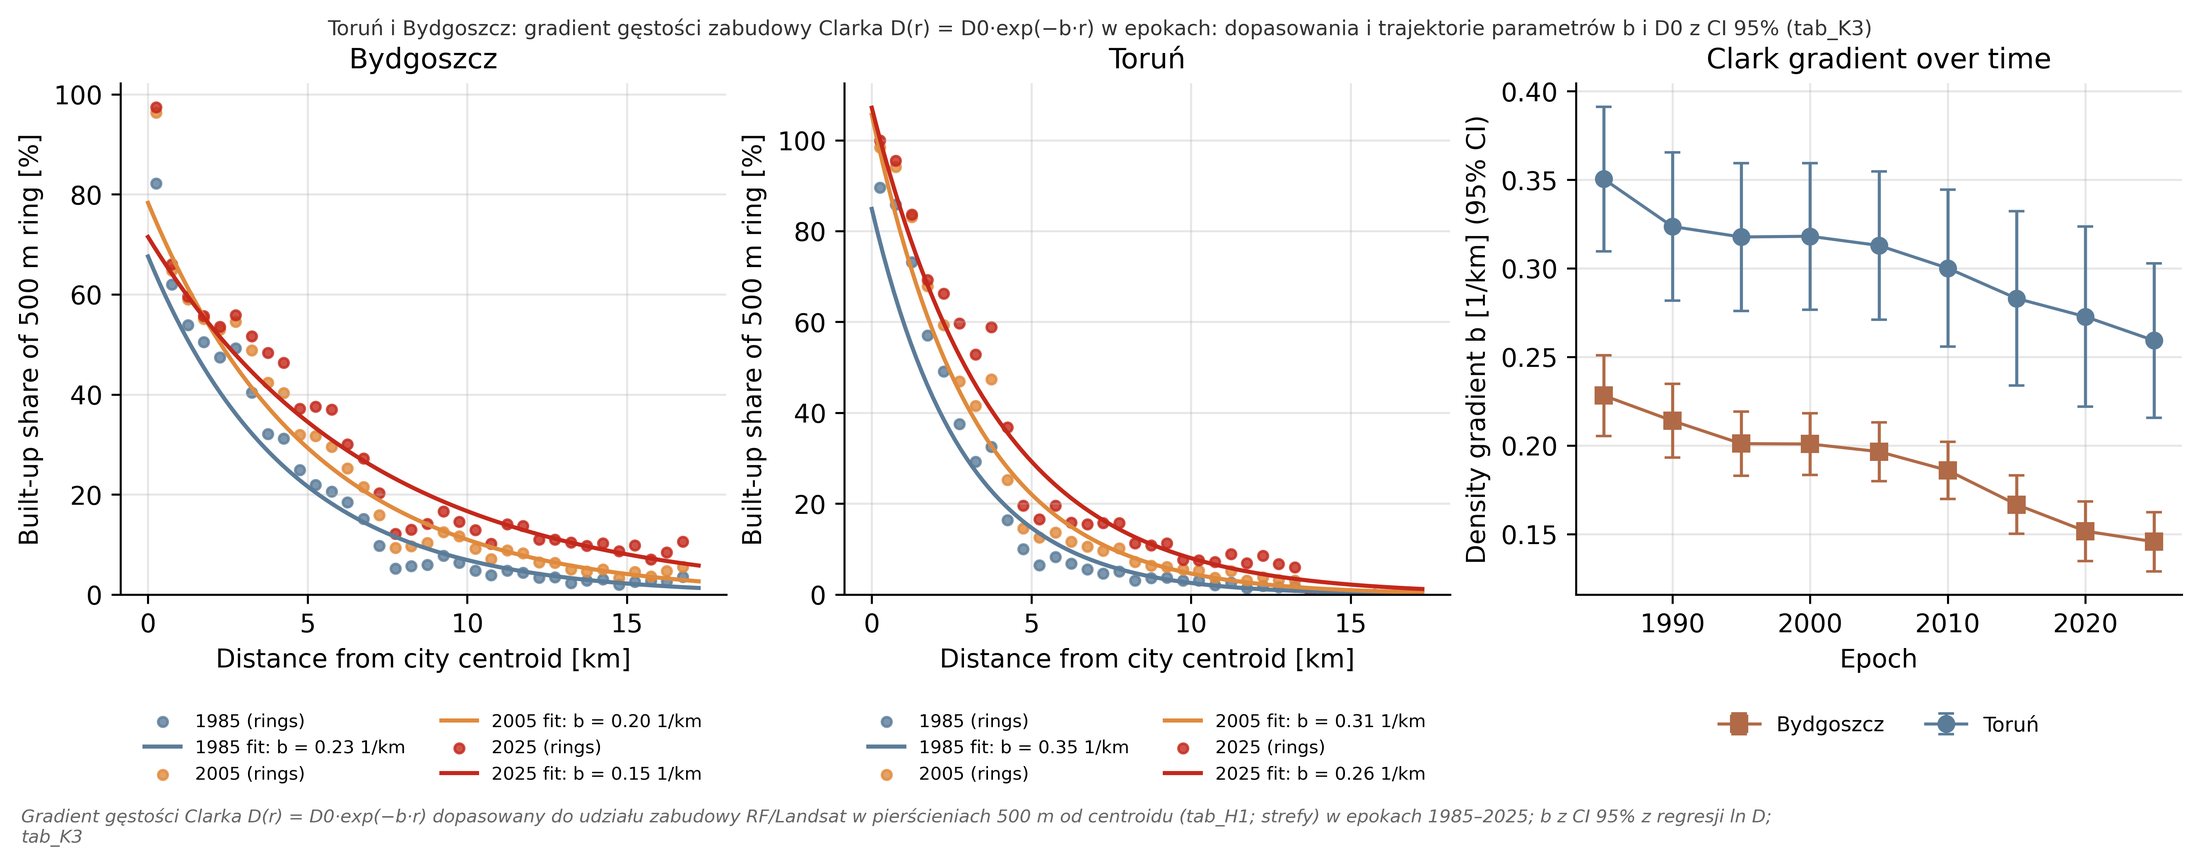 Toruń i Bydgoszcz: gradient gęstości zabudowy Clarka D(r) = D0·exp(−b·r) w epokach: dopasowania i trajektorie parametrów b i D0 z CI 95% (tab_K3)
Bydgoszcz
Built-up share of 500 m ring [%]
100
80
60
40
20
0
0
5
10
15
Distance from city centroid [km]
1985 (rings)
1985 fit: b = 0.23 1/km
2005 (rings)
2005 fit: b = 0.20 1/km
2025 (rings)
2025 fit: b = 0.15 1/km
Toruń
Built-up share of 500 m ring [%]
100
80
60
40
20
0
0
5
10
15
Distance from city centroid [km]
1985 (rings)
1985 fit: b = 0.35 1/km
2005 (rings)
2005 fit: b = 0.31 1/km
2025 (rings)
2025 fit: b = 0.26 1/km
Clark gradient over time
Density gradient b [1/km] (95% CI)
0.40
0.35
0.30
0.25
0.20
0.15
1990
2000
2010
2020
Epoch
Bydgoszcz
Toruń
Gradient gęstości Clarka D(r) = D0·exp(−b·r) dopasowany do udziału zabudowy RF/Landsat w pierścieniach 500 m od centroidu (tab_H1; strefy) w epokach 1985–2025; b z CI 95% z regresji ln D;
tab_K3